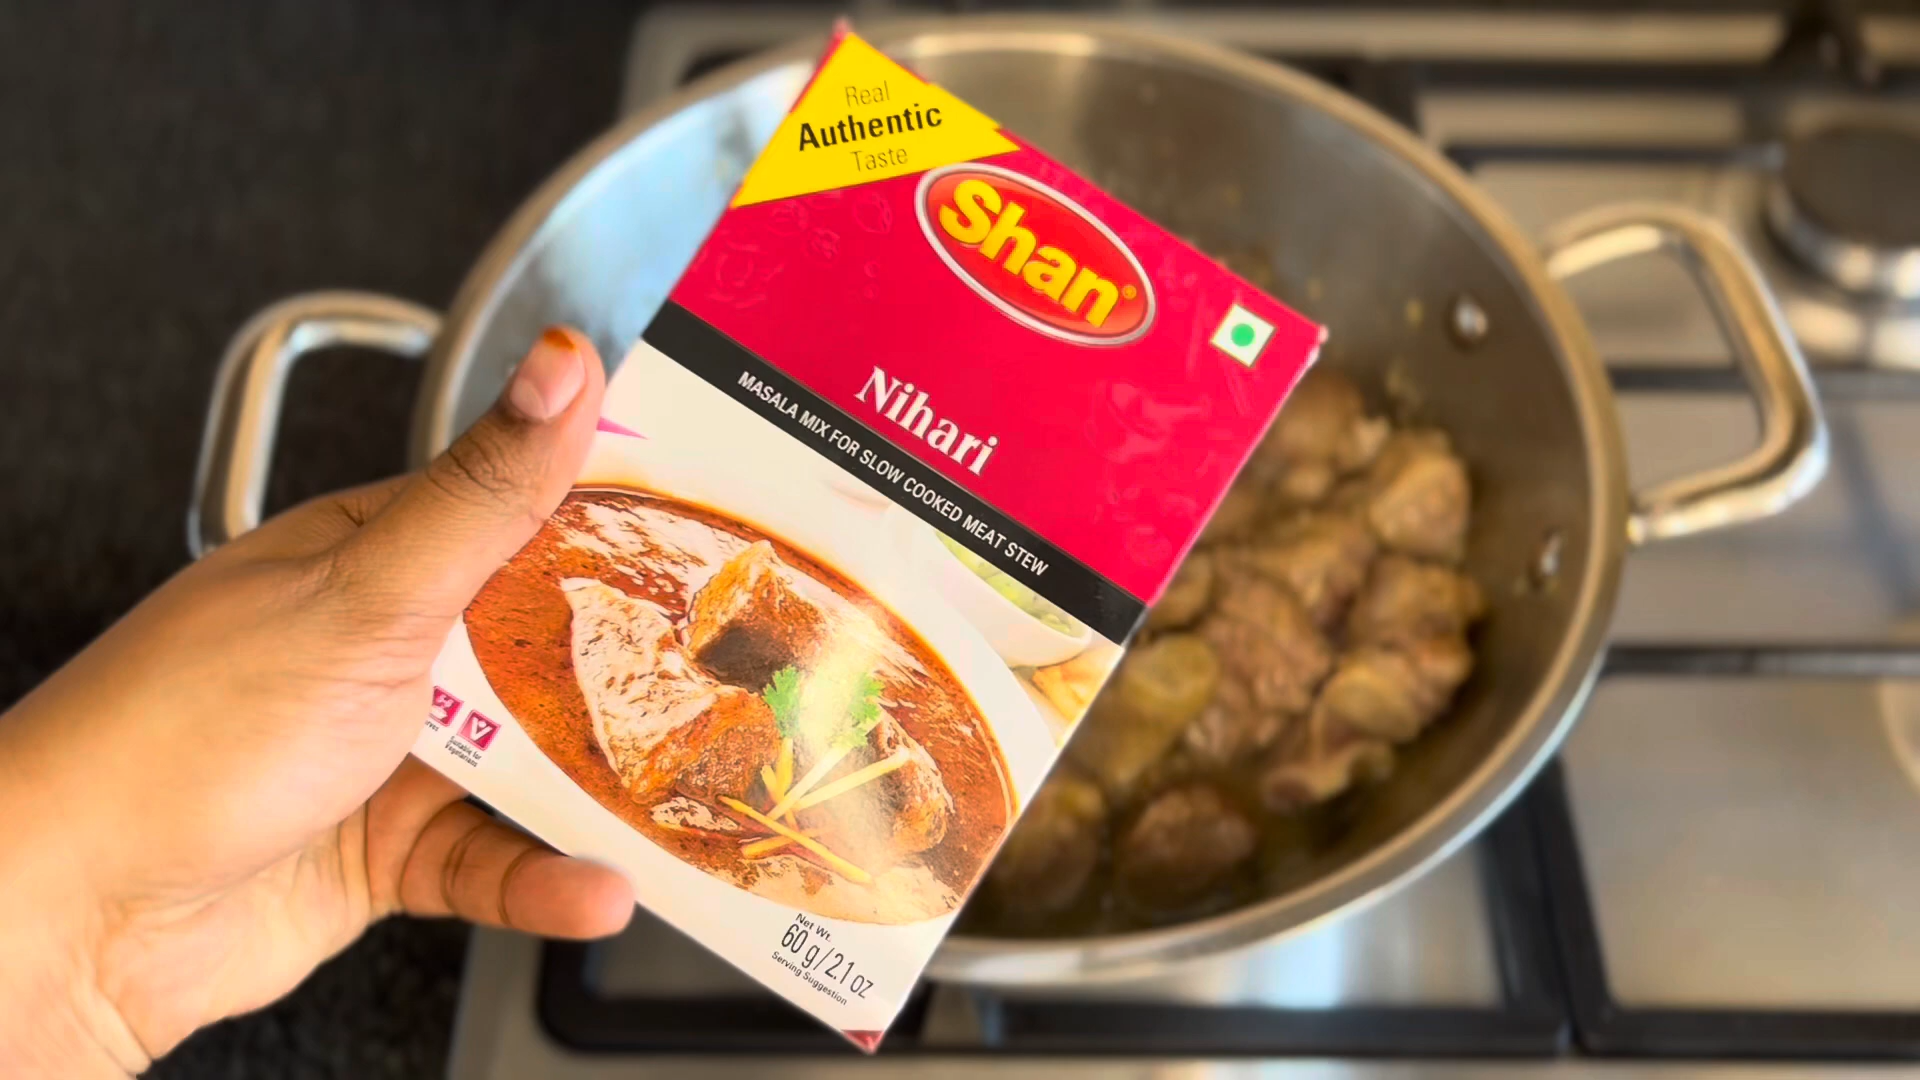 Real
Authentic
Taste
Shan®
Nihari
MASALA MIX FOR SLOW COOKED MEAT STEW
Suitable for
Vegetarians
Net Wt.
60 g/2.1 oz
Serving Suggestion